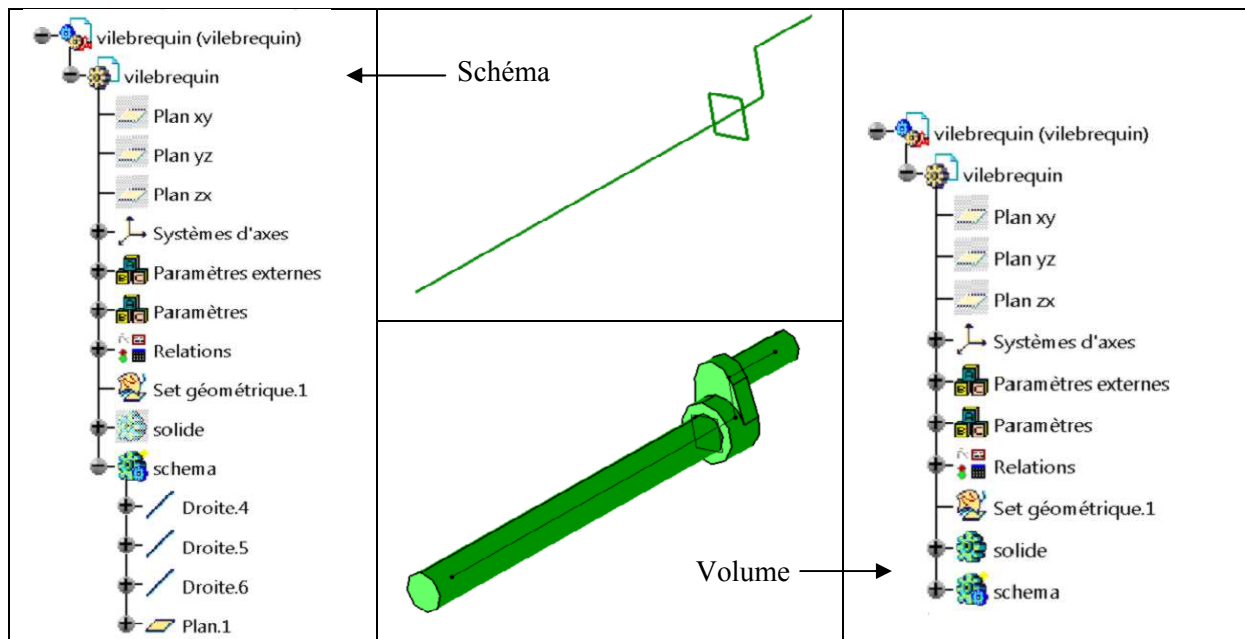 vilebrequin (vilebrequin)
vilebrequin
Plan xy
Plan yz
Plan zx
Systèmes d'axes
Paramètres externes
Paramètres
Relations
Set géométrique.1
solide
schema
Droite.4
Droite.5
Droite.6
Plan.1
Schéma
Volume
vilebrequin (vilebrequin)
vilebrequin
Plan xy
Plan yz
Plan zx
Systèmes d'axes
Paramètres externes
Paramètres
Relations
Set géométrique.1
solide
schema